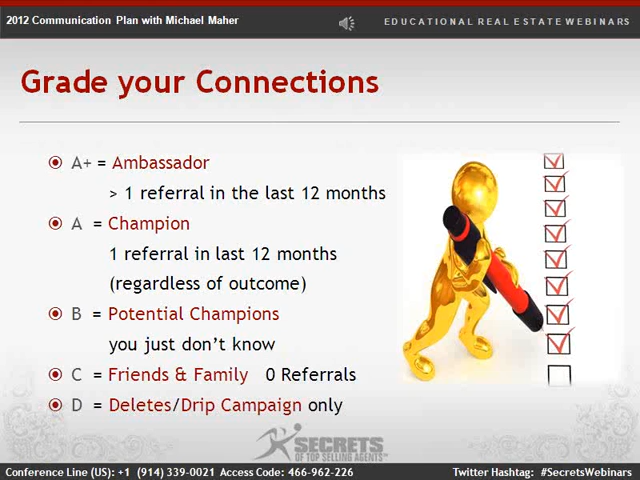 2012 Communication Plan with Michael Maher
EDUCATIONAL REAL ESTATE WEBINARS
Grade your Connections
A+ = Ambassador
> 1 referral in the last 12 months
A = Champion
1 referral in last 12 months
(regardless of outcome)
B = Potential Champions
you just don't know
C = Friends & Family 0 Referrals
D = Deletes/Drip Campaign only
SECRETS
OF TOP SELLING AGENTS
Conference Line (US): +1 (914) 339-0021 Access Code: 466-962-226
Twitter Hashtag: #SecretsWebinars